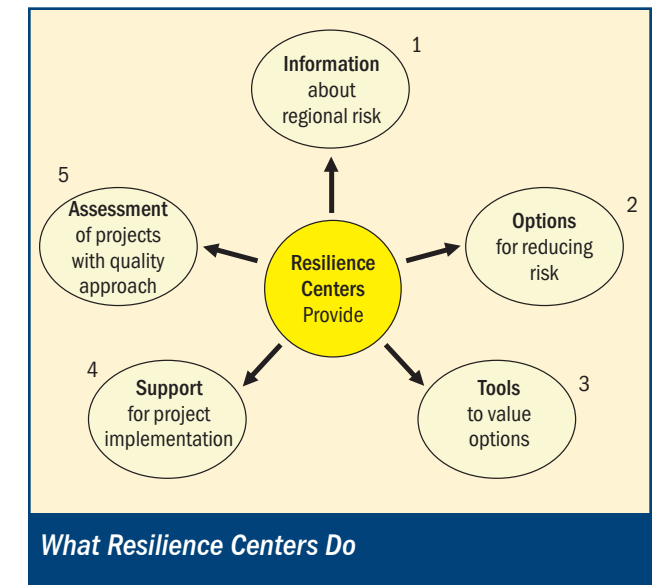 1
Information
about
regional risk
2
Options
for reducing
risk
3
Tools
to value
options
4
Support
for project
implementation
5
Assessment
of projects
with quality
approach
Resilience
Centers
Provide
What Resilience Centers Do